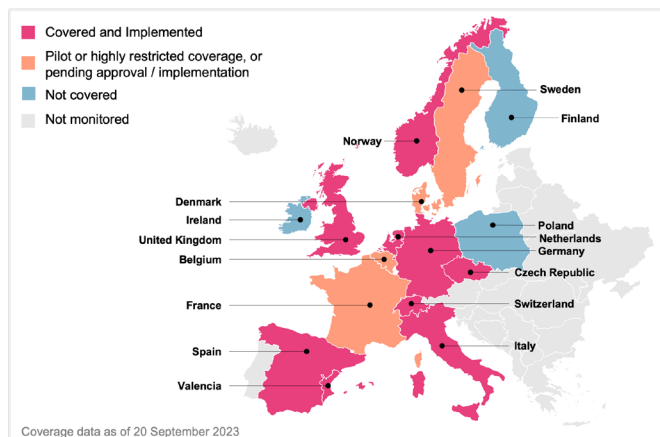 Covered and Implemented
Pilot or highly restricted coverage, or
pending approval / implementation
Not covered
Not monitored
Sweden
Finland
Norway
Denmark
Ireland
Poland
Netherlands
United Kingdom
Germany
Belgium
Czech Republic
France
Switzerland
Italy
Spain
Valencia
Coverage data as of 20 September 2023